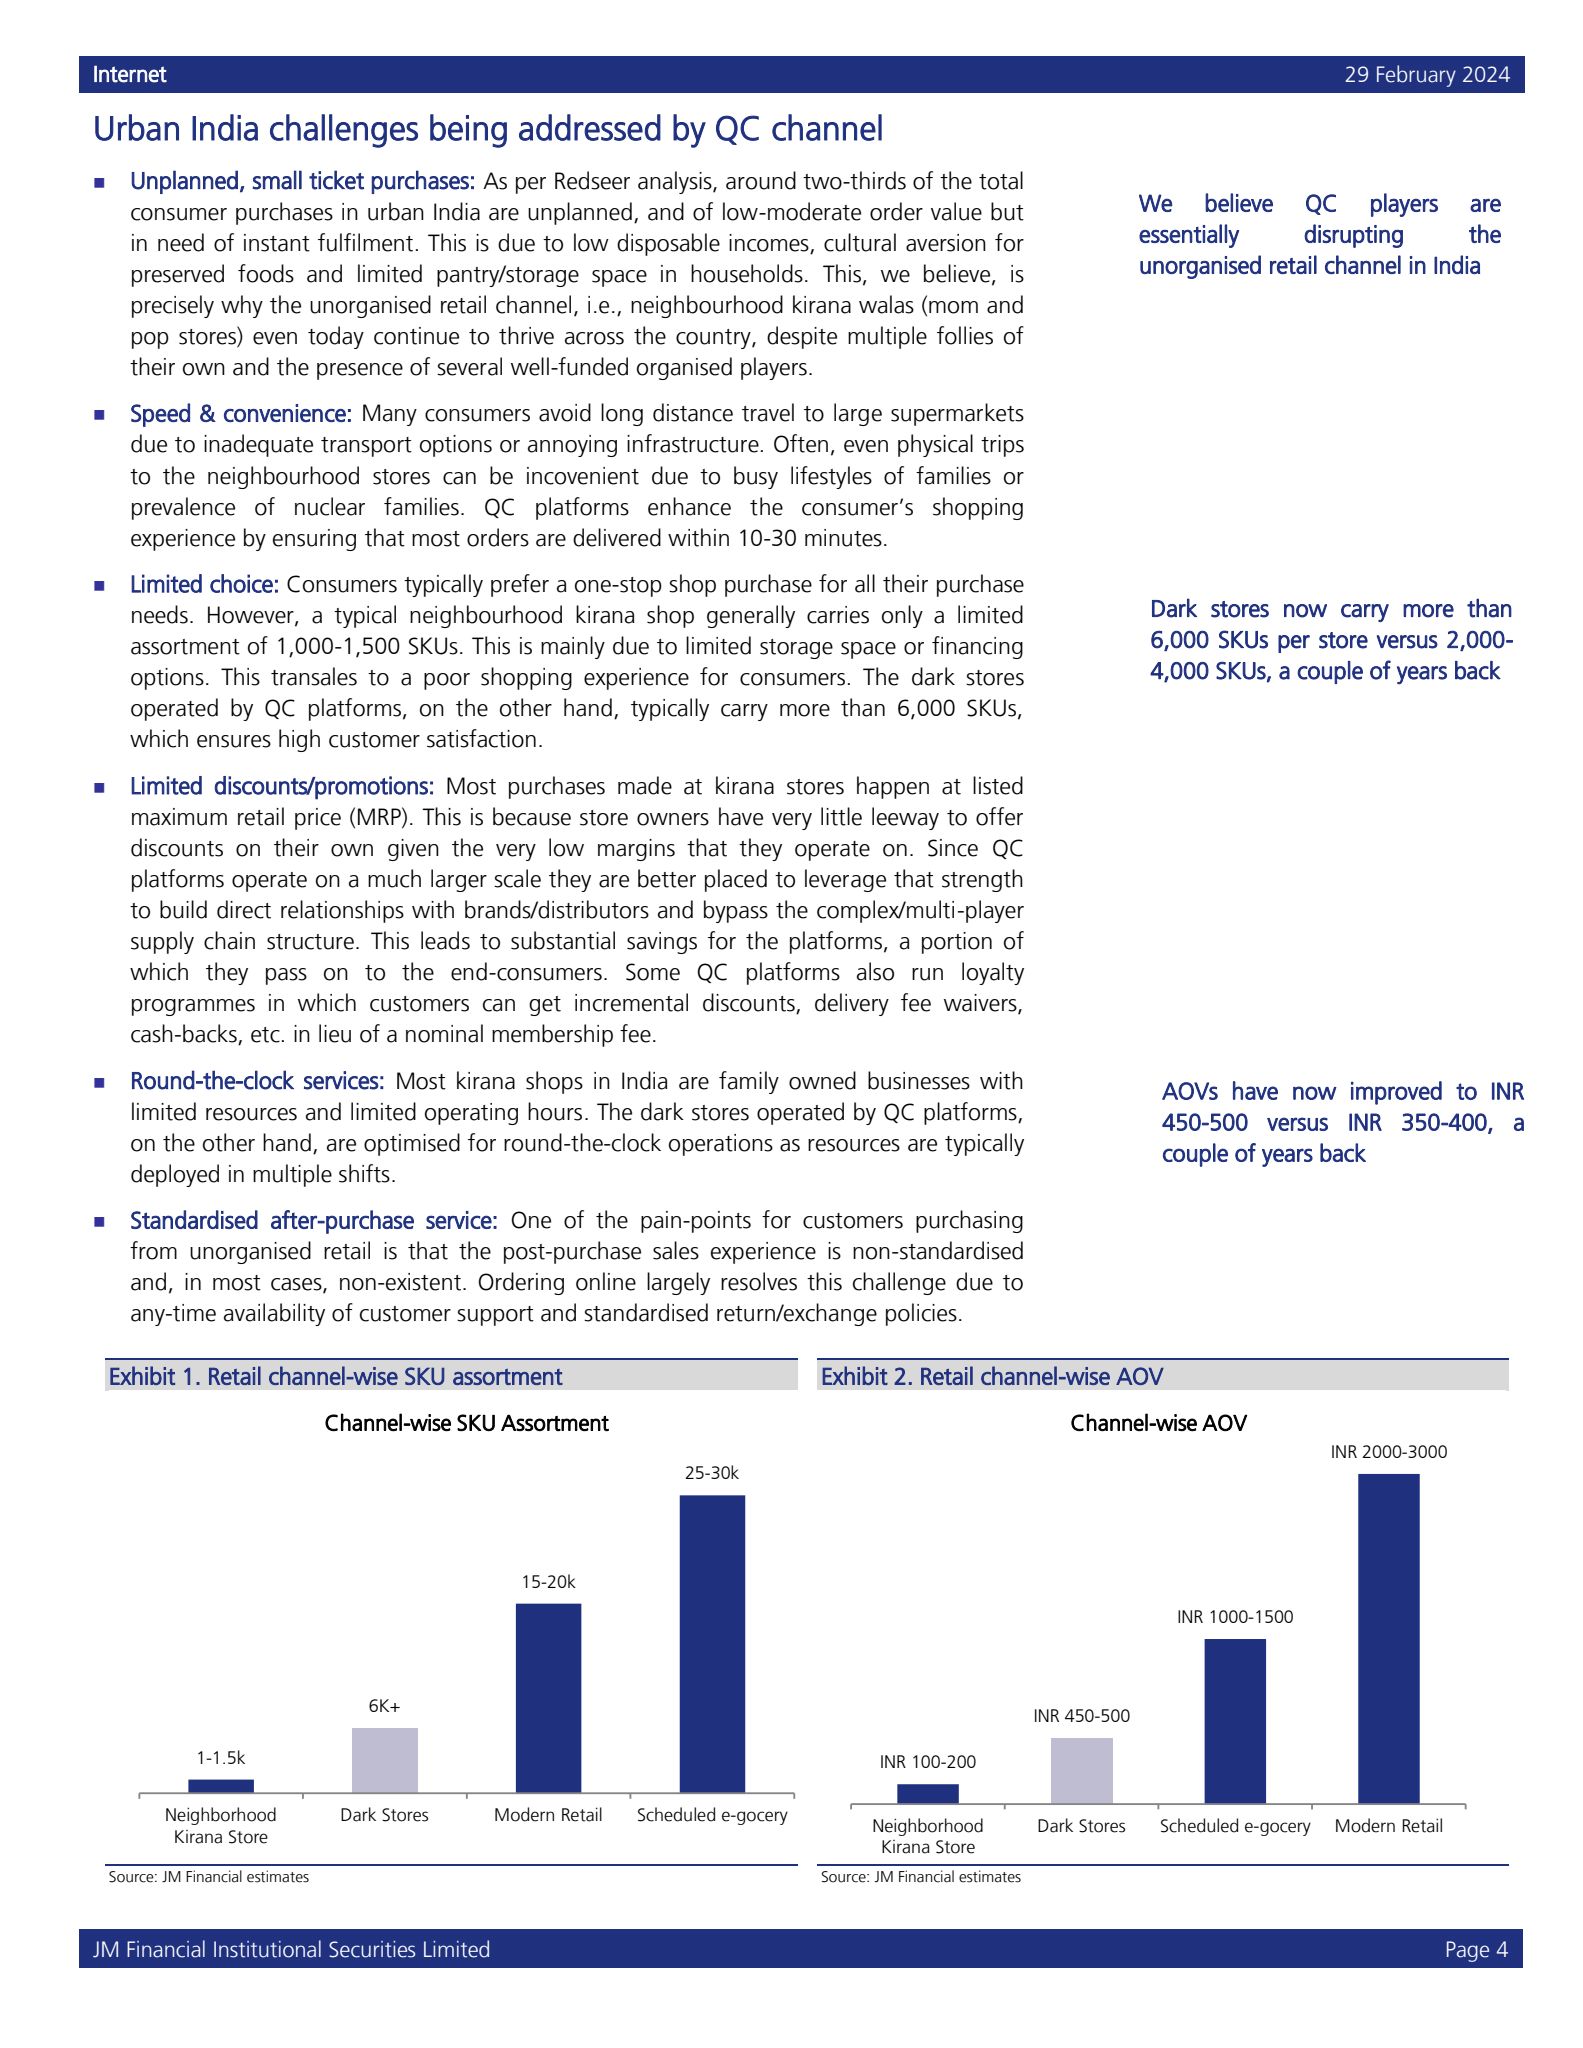 Internet
29 February 2024
Urban India challenges being addressed by QC channel
■ Unplanned, small ticket purchases: As per Redseer analysis, around two-thirds of the total
consumer purchases in urban India are unplanned, and of low-moderate order value but
in need of instant fulfilment. This is due to low disposable incomes, cultural aversion for
preserved foods and limited pantry/storage space in households. This, we believe, is
precisely why the unorganised retail channel, i.e., neighbourhood kirana walas (mom and
pop stores) even today continue to thrive across the country, despite multiple follies of
their own and the presence of several well-funded organised players.
We believe QC players are
essentially disrupting the
unorganised retail channel in India
■ Speed & convenience: Many consumers avoid long distance travel to large supermarkets
due to inadequate transport options or annoying infrastructure. Often, even physical trips
to the neighbourhood stores can be incovenient due to busy lifestyles of families or
prevalence of nuclear families. QC platforms enhance the consumer’s shopping
experience by ensuring that most orders are delivered within 10-30 minutes.
■ Limited choice: Consumers typically prefer a one-stop shop purchase for all their purchase
needs. However, a typical neighbourhood kirana shop generally carries only a limited
assortment of 1,000-1,500 SKUs. This is mainly due to limited storage space or financing
options. This transales to a poor shopping experience for consumers. The dark stores
operated by QC platforms, on the other hand, typically carry more than 6,000 SKUs,
which ensures high customer satisfaction.
Dark stores now carry more than
6,000 SKUs per store versus 2,000-
4,000 SKUs, a couple of years back
■ Limited discounts/promotions: Most purchases made at kirana stores happen at listed
maximum retail price (MRP). This is because store owners have very little leeway to offer
discounts on their own given the very low margins that they operate on. Since QC
platforms operate on a much larger scale they are better placed to leverage that strength
to build direct relationships with brands/distributors and bypass the complex/multi-player
supply chain structure. This leads to substantial savings for the platforms, a portion of
which they pass on to the end-consumers. Some QC platforms also run loyalty
programmes in which customers can get incremental discounts, delivery fee waivers,
cash-backs, etc. in lieu of a nominal membership fee.
■ Round-the-clock services: Most kirana shops in India are family owned businesses with
limited resources and limited operating hours. The dark stores operated by QC platforms,
on the other hand, are optimised for round-the-clock operations as resources are typically
deployed in multiple shifts.
AOVs have now improved to INR
450-500 versus INR 350-400, a
couple of years back
■ Standardised after-purchase service: One of the pain-points for customers purchasing
from unorganised retail is that the post-purchase sales experience is non-standardised
and, in most cases, non-existent. Ordering online largely resolves this challenge due to
any-time availability of customer support and standardised return/exchange policies.
Exhibit 1. Retail channel-wise SKU assortment
Channel-wise SKU Assortment
25-30k
15-20k
6K+
1-1.5k
Neighborhood
Kirana Store
Dark Stores
Modern Retail
Scheduled e-gocery
Source: JM Financial estimates
Exhibit 2. Retail channel-wise AOV
Channel-wise AOV
INR 2000-3000
INR 1000-1500
INR 450-500
INR 100-200
Neighborhood
Kirana Store
Dark Stores
Scheduled e-gocery
Modern Retail
Source: JM Financial estimates
JM Financial Institutional Securities Limited
Page 4